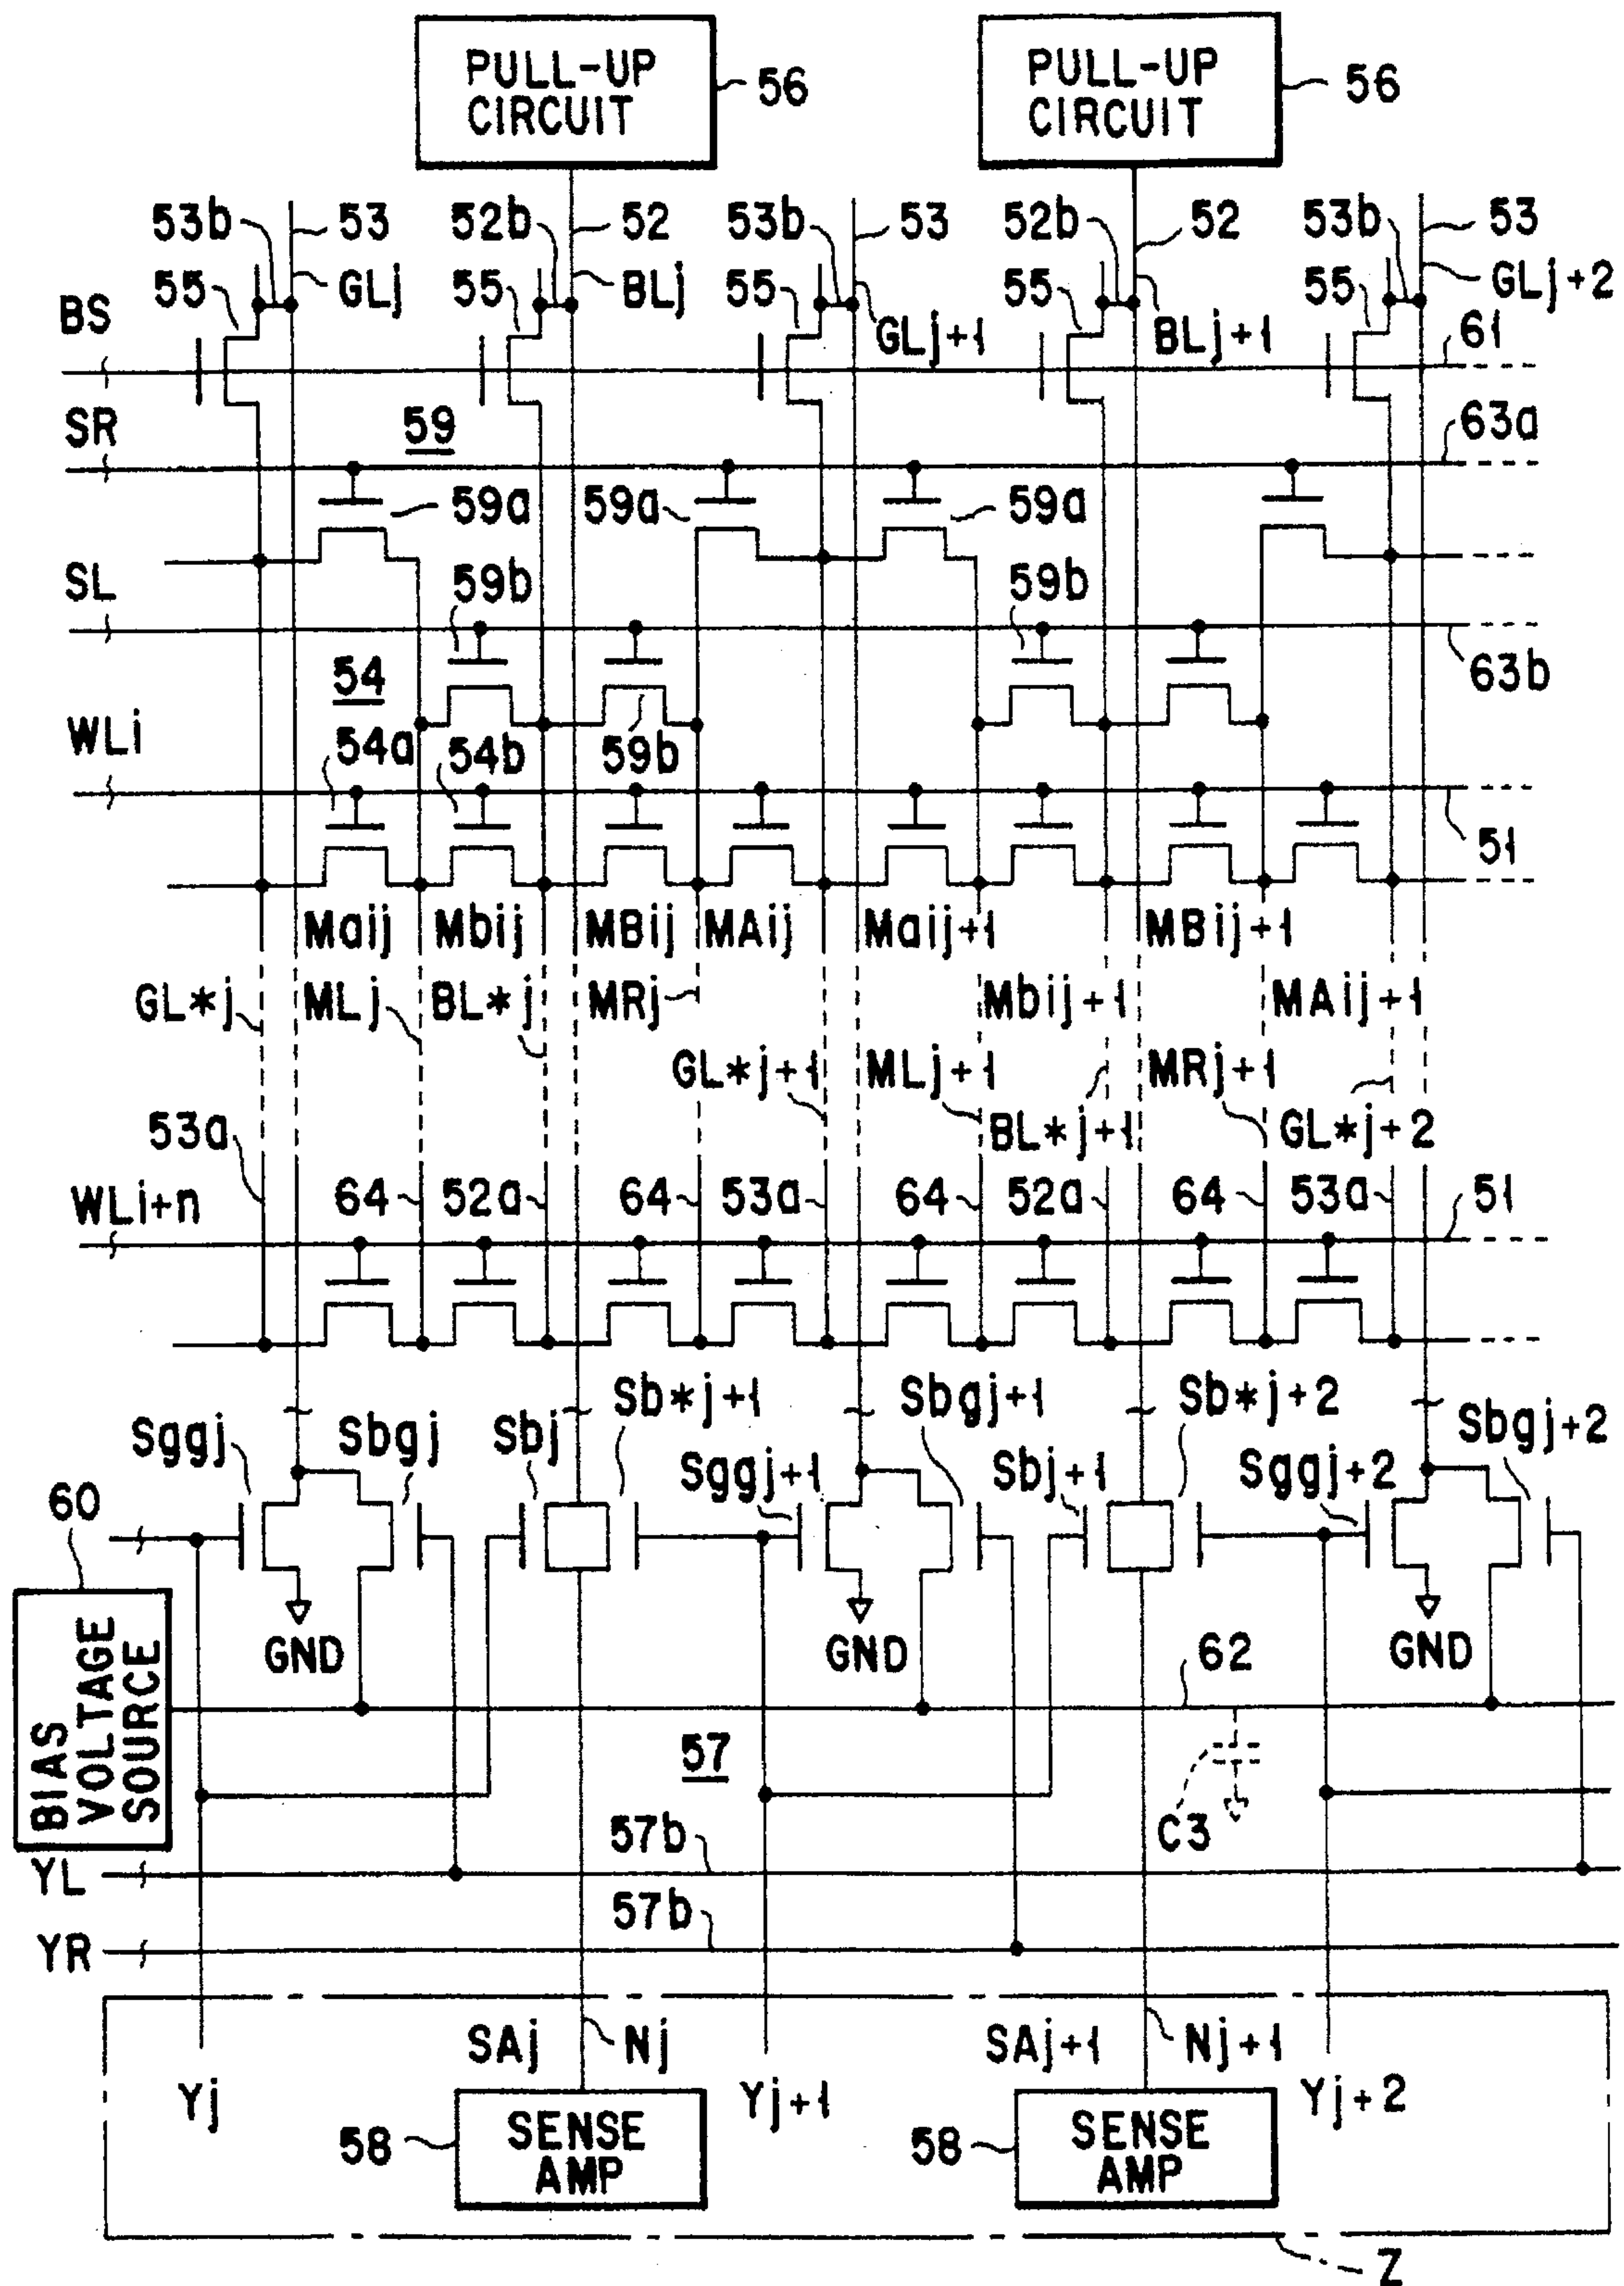 PULL-UP CIRCUIT 56 PULL-UP CIRCUIT 56
53b 53 52b 52 53b 53 52b 52 53b 53
55 GLj 55 BLj 55 GLj+1 55 BLj+1 55 GLj+2
BS 61
SR 59 63a
59a 59a 59a
SL 59b 59b
54 63b
WLi 54a 54b 59b
51
Maij Mbij MBij MAij Maij+1 MBij+1
GL*j MLj BL*j MRj Mbij+1 MAij+1
GL*j+1 MLj+1 MRj+1
53a BL*j+1 GL*j+2
WLi+n 64 52a 64 53a 64 52a 64 53a 51
Sggj Sbgj Sbj Sb*j+1 Sbgj+1 Sb*j+2 Sbgj+2
Sggj+1 Sbj+1 Sggj+2
60
GND GND GND
BIAS VOLTAGE SOURCE 62
57
C3
YL 57b
YR 57b
SAj Nj SAj+1 Nj+1
Yj Yj+1 Yj+2
58 SENSE AMP 58 SENSE AMP
Z